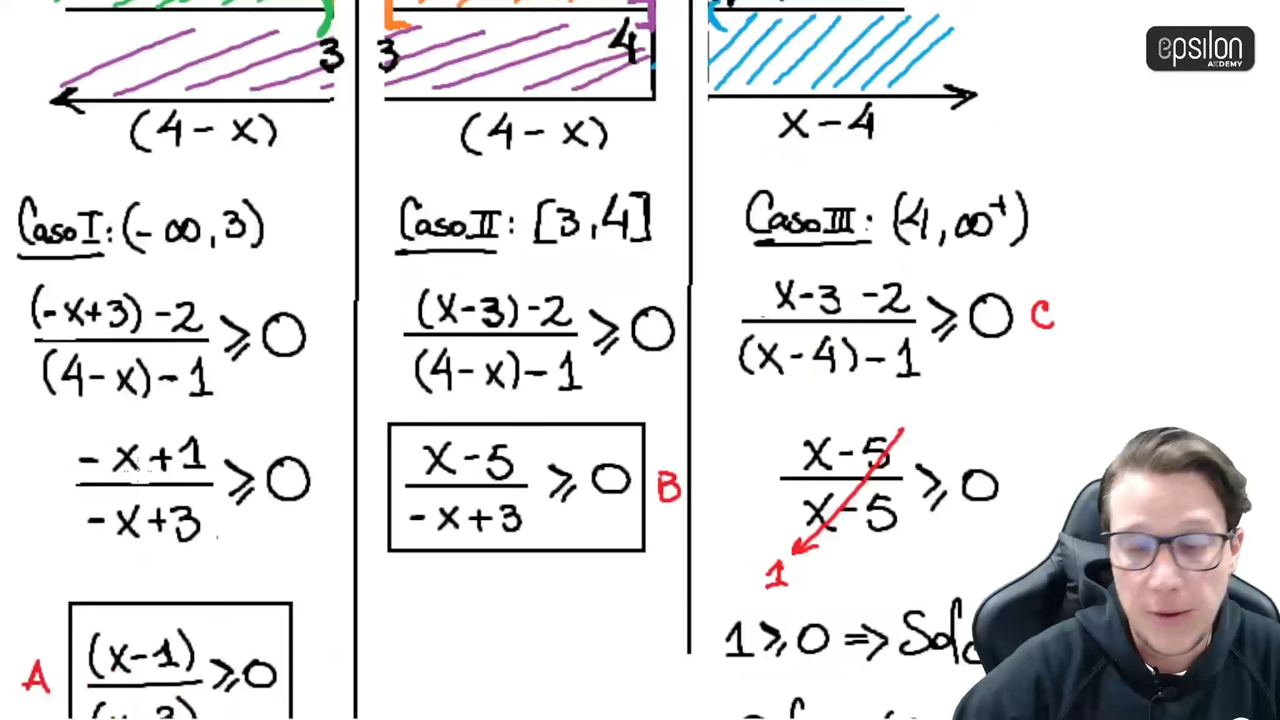 epsilon
AXDEMY
3
3
4
(4-x)
(4-x)
x-4
Caso I: (-∞, 3)
(-x+3)-2 ⩾ 0
(4-x)-1
-x+1 ⩾ 0
-x+3
A
(x-1) ⩾ 0
Caso II: [3, 4]
(x-3)-2 ⩾ 0
(4-x)-1
x-5 ⩾ 0
-x+3
B
Caso III: (4, ∞+)
x-3-2 ⩾ 0 C
(x-4)-1
x-5 ⩾ 0
x-5
1
1 ⩾ 0 =>